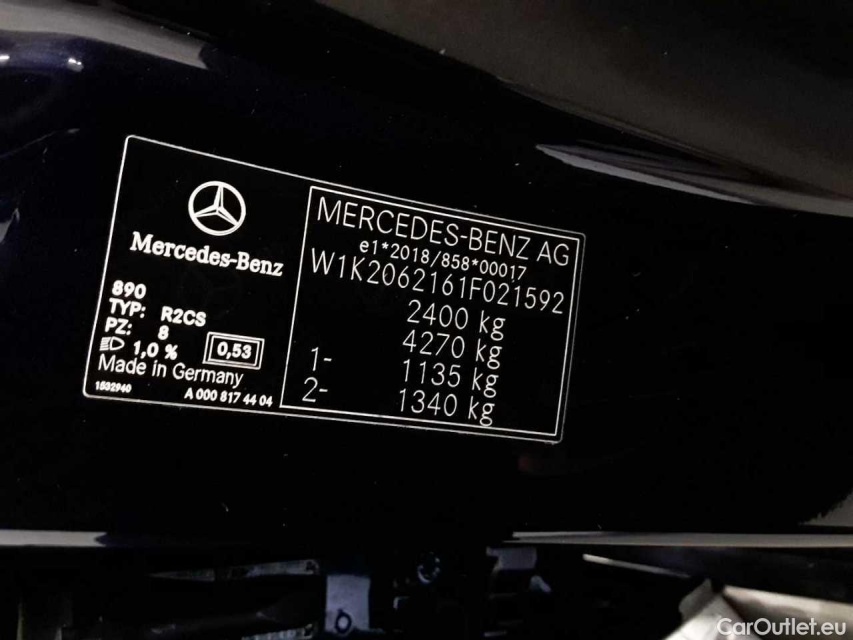 Mercedes-Benz
890
TYP: R2CS
PZ: 8
1,0 % 0,53
Made in Germany
1532940 A 000 817 44 04
MERCEDES-BENZ AG
e1*2018/858*00017
W1K2062161F021592
2400 kg
4270 kg
1- 1135 kg
2- 1340 kg
CarOutlet.eu